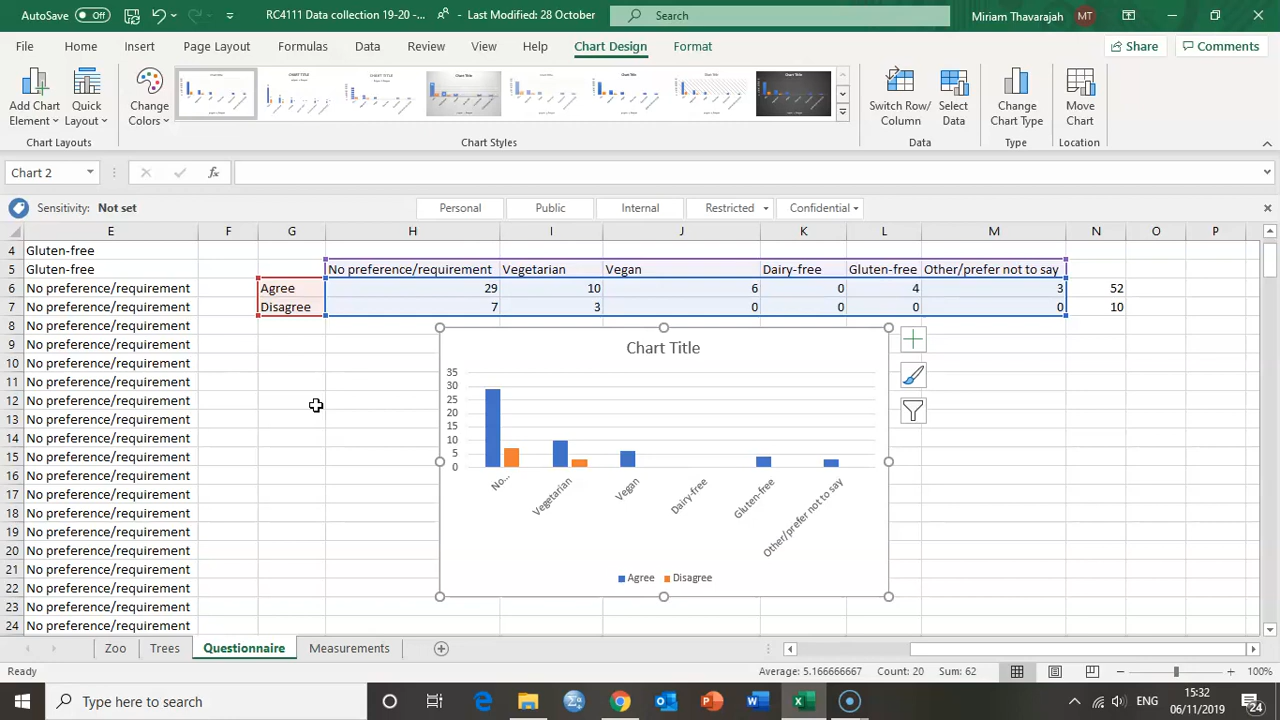 AutoSave Off RC4111 Data collection 19-20 -... - Last Modified: 28 October Search Miriam Thavarajah MT
File Home Insert Page Layout Formulas Data Review View Help Chart Design Format Share Comments
Add Chart Element Quick Layout Change Colors Switch Row/ Column Select Data Change Chart Type Move Chart
Chart Layouts Chart Styles Data Type Location
Chart 2 fx
Sensitivity: Not set Personal Public Internal Restricted Confidential
E F G H I J K L M N O P
4 Gluten-free
5 Gluten-free No preference/requirement Vegetarian Vegan Dairy-free Gluten-free Other/prefer not to say
6 No preference/requirement Agree 29 10 6 0 4 3 52
7 No preference/requirement Disagree 7 3 0 0 0 0 10
8 No preference/requirement
9 No preference/requirement
10 No preference/requirement
11 No preference/requirement
12 No preference/requirement
13 No preference/requirement
14 No preference/requirement
15 No preference/requirement
16 No preference/requirement
17 No preference/requirement
18 No preference/requirement
19 No preference/requirement
20 No preference/requirement
21 No preference/requirement
22 No preference/requirement
23 No preference/requirement
24 No preference/requirement
Chart Title
35
30
25
20
15
10
5
0
No... Vegetarian Vegan Dairy-free Gluten-free Other/prefer not to say
Agree Disagree
Zoo Trees Questionnaire Measurements
Ready Average: 5.166666667 Count: 20 Sum: 62 100%
Type here to search ENG 15:32
06/11/2019 24